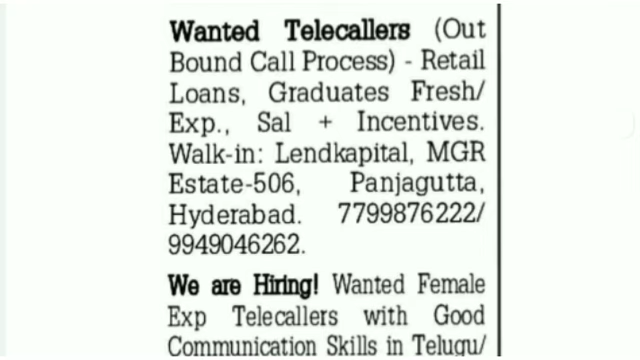 Wanted Telecallers (Out
Bound Call Process) - Retail
Loans, Graduates Fresh/
Exp., Sal + Incentives.
Walk-in: Lendkapital, MGR
Estate-506, Panjagutta,
Hyderabad. 7799876222/
9949046262.
We are Hiring! Wanted Female
Exp Telecallers with Good
Communication Skills in Telugu/